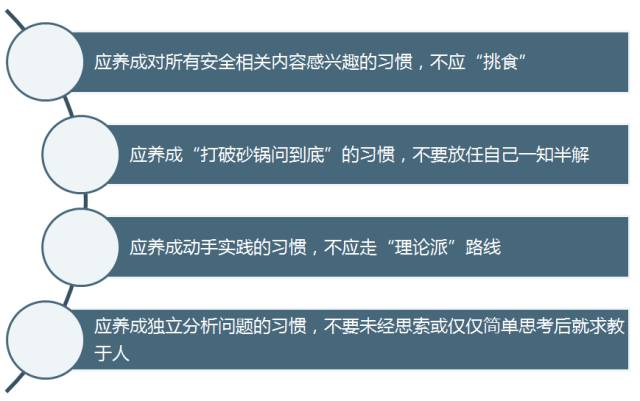 应养成对所有安全相关内容感兴趣的习惯，不应“挑食”
应养成“打破砂锅问到底”的习惯，不要放任自己一知半解
应养成动手实践的习惯，不应走“理论派”路线
应养成独立分析问题的习惯，不要未经思索或仅仅简单思考后就求教
于人